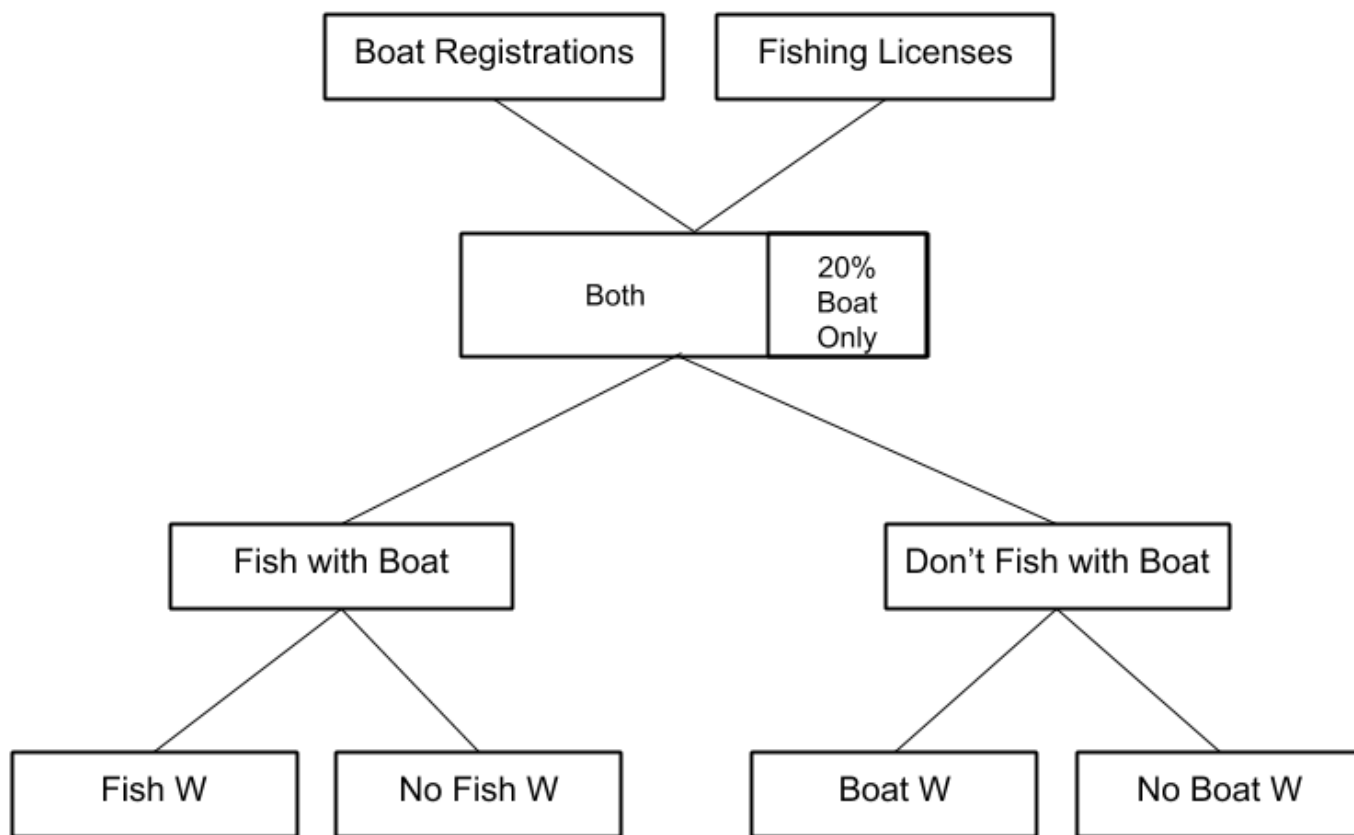 Boat Registrations
Fishing Licenses
Both
20%
Boat
Only
Fish with Boat
Don’t Fish with Boat
Fish W
No Fish W
Boat W
No Boat W